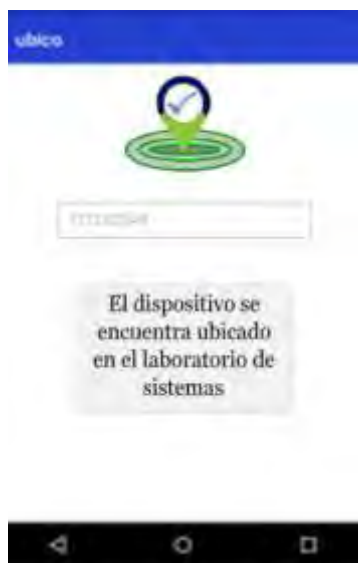 ubico
El dispositivo se
encuentra ubicado
en el laboratorio de
sistemas